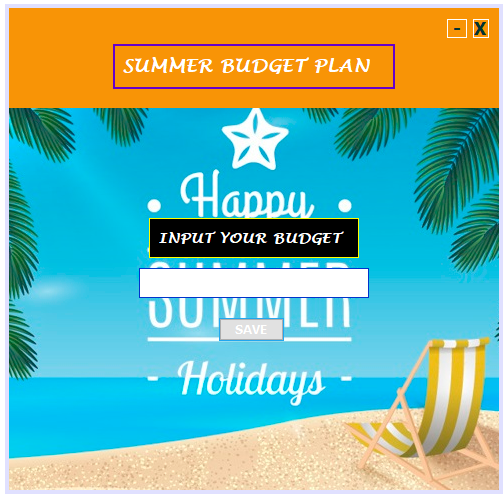 - X
SUMMER BUDGET PLAN
Happy
INPUT YOUR BUDGET
SUMMER
SAVE
- Holidays -